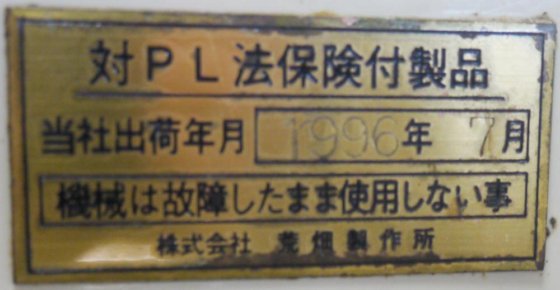 対PL法保険付製品
当社出荷年月 1996年 7月
機械は故障したまま使用しない事
株式会社 荒畑製作所